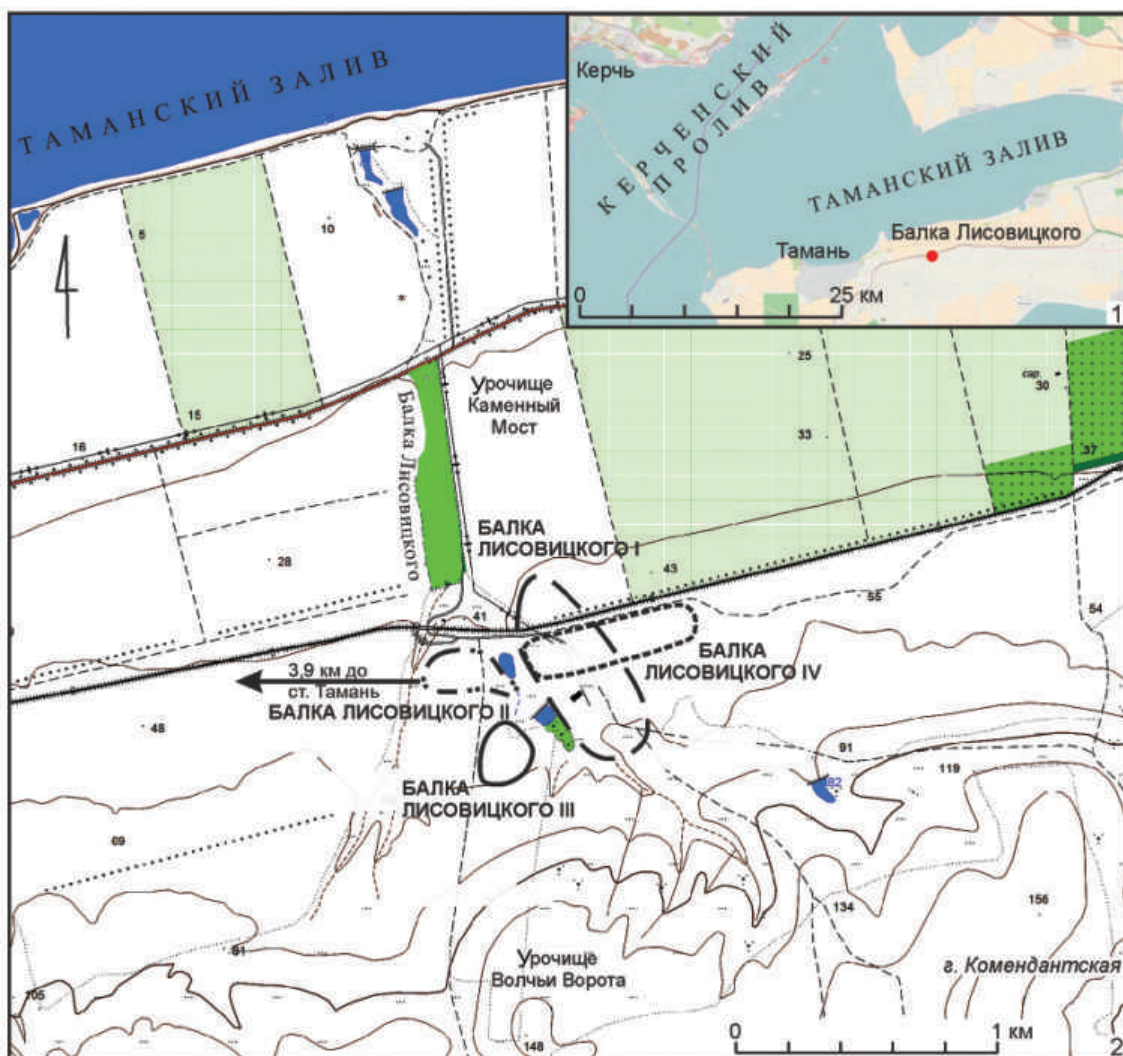 ТАМАНСКИЙ ЗАЛИВ
Керчь
КЕРЧЕНСКИЙ
ПРОЛИВ
ТАМАНСКИЙ ЗАЛИВ
Балка Лисовицкого
Тамань
0
25 км
1
10
15
16
25
сар.
30
33
37
Урочище
Каменный
Мост
Балка Лисовицкого
28
БАЛКА
ЛИСОВИЦКОГО I
43
41
55
54
БАЛКА
ЛИСОВИЦКОГО IV
3,9 км до
ст. Тамань
БАЛКА ЛИСОВИЦКОГО II
48
БАЛКА
ЛИСОВИЦКОГО III
91
119
82
69
134
156
91
Урочище
Волчьи Ворота
г. Комендантская
105
148
0
1 км
2